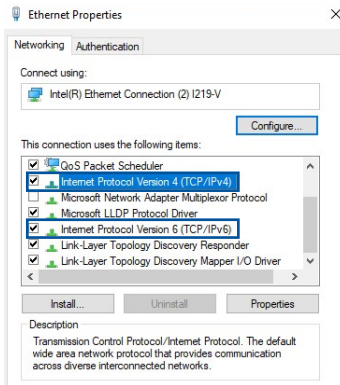 Ethernet Properties
Networking Authentication
Connect using:
Intel(R) Ethernet Connection (2) I219-V
Configure...
This connection uses the following items:
QoS Packet Scheduler
Internet Protocol Version 4 (TCP/IPv4)
Microsoft Network Adapter Multiplexor Protocol
Microsoft LLDP Protocol Driver
Internet Protocol Version 6 (TCP/IPv6)
Link-Layer Topology Discovery Responder
Link-Layer Topology Discovery Mapper I/O Driver
Install... Uninstall Properties
Description
Transmission Control Protocol/Internet Protocol. The default
wide area network protocol that provides communication
across diverse interconnected networks.